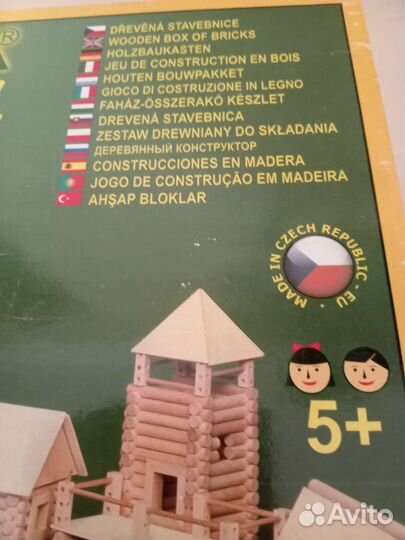 ®
DŘEVĚNÁ STAVEBNICE
WOODEN BOX OF BRICKS
HOLZBAUKASTEN
JEU DE CONSTRUCTION EN BOIS
HOUTEN BOUWPAKKET
GIOCO DI COSTRUZIONE IN LEGNO
FAHÁZ-ÖSSZERAKÓ KÉSZLET
DREVENÁ STAVEBNICA
ZESTAW DREWNIANY DO SKŁADANIA
ДЕРЕВЯННЫЙ КОНСТРУКТОР
CONSTRUCCIONES EN MADERA
JOGO DE CONSTRUÇÃO EM MADEIRA
AHŞAP BLOKLAR
MADE IN CZECH REPUBLIC - EU •
5+
Avito